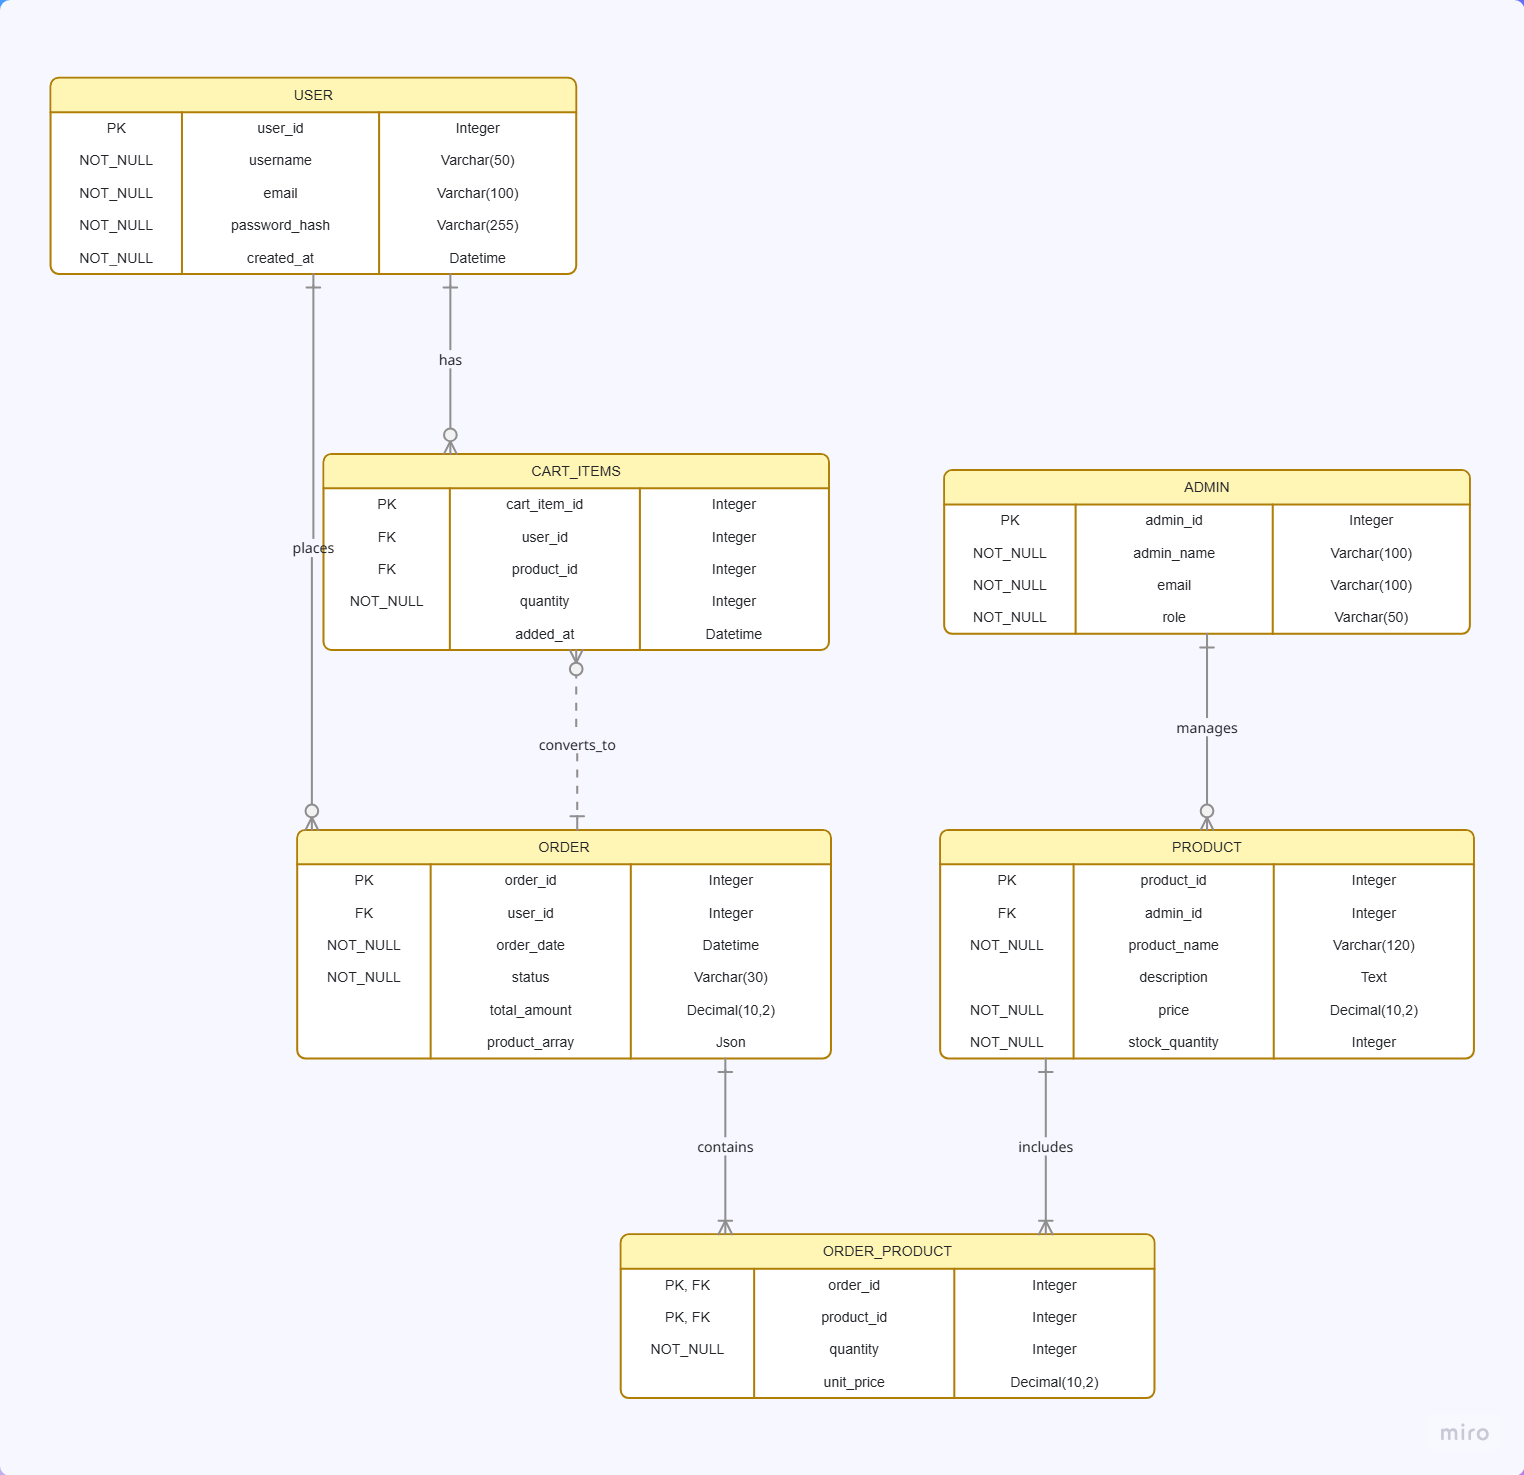 USER
PK user_id Integer
NOT_NULL username Varchar(50)
NOT_NULL email Varchar(100)
NOT_NULL password_hash Varchar(255)
NOT_NULL created_at Datetime
has
CART_ITEMS
PK cart_item_id Integer
FK user_id Integer
FK product_id Integer
NOT_NULL quantity Integer
added_at Datetime
places
ADMIN
PK admin_id Integer
NOT_NULL admin_name Varchar(100)
NOT_NULL email Varchar(100)
NOT_NULL role Varchar(50)
converts_to
manages
ORDER
PK order_id Integer
FK user_id Integer
NOT_NULL order_date Datetime
NOT_NULL status Varchar(30)
total_amount Decimal(10,2)
product_array Json
PRODUCT
PK product_id Integer
FK admin_id Integer
NOT_NULL product_name Varchar(120)
description Text
NOT_NULL price Decimal(10,2)
NOT_NULL stock_quantity Integer
contains
includes
ORDER_PRODUCT
PK, FK order_id Integer
PK, FK product_id Integer
NOT_NULL quantity Integer
unit_price Decimal(10,2)
miro